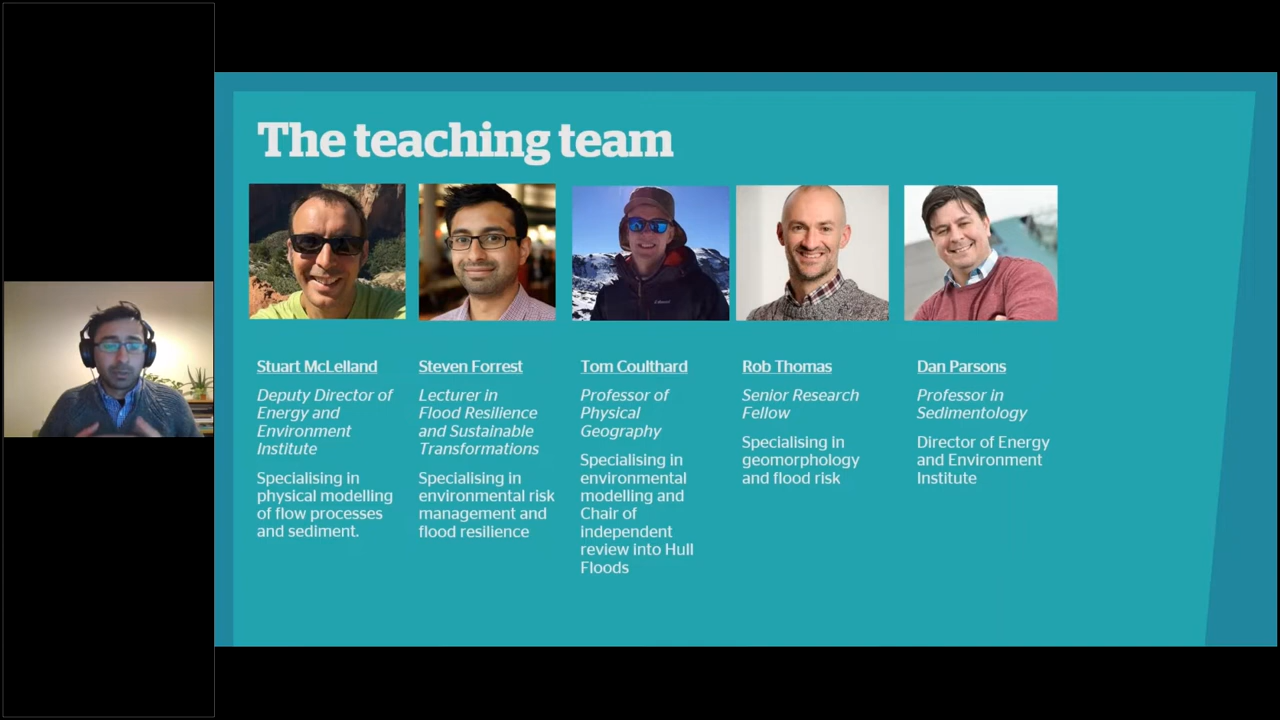 The teaching team
Stuart McLelland
Deputy Director of
Energy and
Environment
Institute
Specialising in
physical modelling
of flow processes
and sediment.
Steven Forrest
Lecturer in
Flood Resilience
and Sustainable
Transformations
Specialising in
environmental risk
management and
flood resilience
Tom Coulthard
Professor of
Physical
Geography
Specialising in
environmental
modelling and
Chair of
independent
review into Hull
Floods
Rob Thomas
Senior Research
Fellow
Specialising in
geomorphology
and flood risk
Dan Parsons
Professor in
Sedimentology
Director of Energy
and Environment
Institute